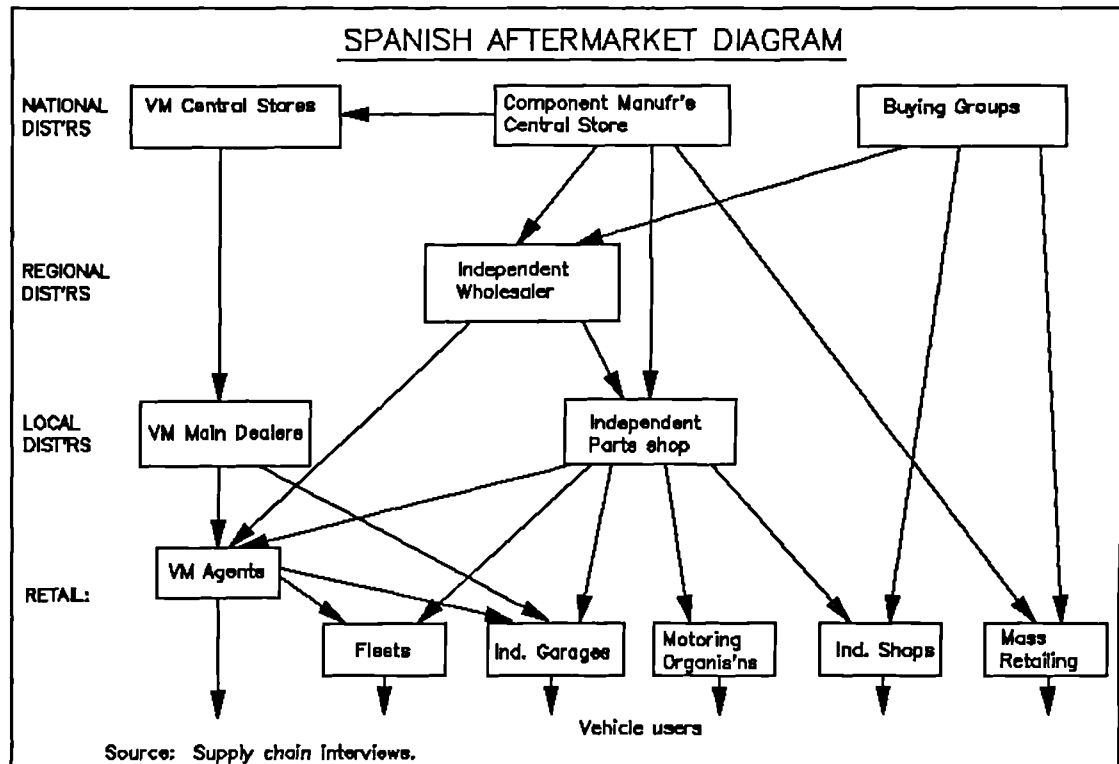 SPANISH AFTERMARKET DIAGRAM
NATIONAL
DIST'RS
VM Central Stores
Component Manufr's
Central Store
Buying Groups
REGIONAL
DIST'RS
Independent
Wholesaler
LOCAL
DIST'RS
VM Main Dealers
Independent
Parts shop
RETAIL:
VM Agents
Fleets
Ind. Garages
Motoring
Organis'ns
Ind. Shops
Mass
Retailing
Vehicle users
Source: Supply chain interviews.